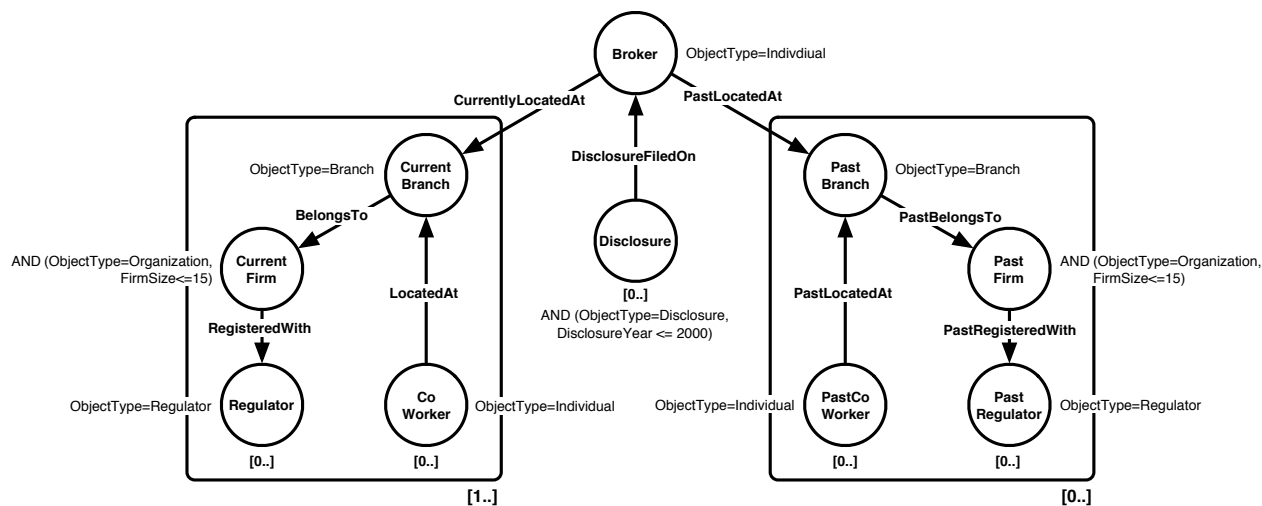 Broker
ObjectType=Indivdiual
CurrentlyLocatedAt
PastLocatedAt
DisclosureFiledOn
ObjectType=Branch
Current
Branch
Past
Branch
ObjectType=Branch
BelongsTo
PastBelongsTo
Disclosure
[0..]
AND (ObjectType=Disclosure,
DisclosureYear <= 2000)
AND (ObjectType=Organization,
FirmSize<=15)
Current
Firm
LocatedAt
PastLocatedAt
Past
Firm
AND (ObjectType=Organization,
FirmSize<=15)
RegisteredWith
PastRegisteredWith
ObjectType=Regulator
Regulator
[0..]
Co
Worker
[0..]
ObjectType=Individual
ObjectType=Individual
PastCo
Worker
[0..]
Past
Regulator
[0..]
ObjectType=Regulator
[1..]
[0..]